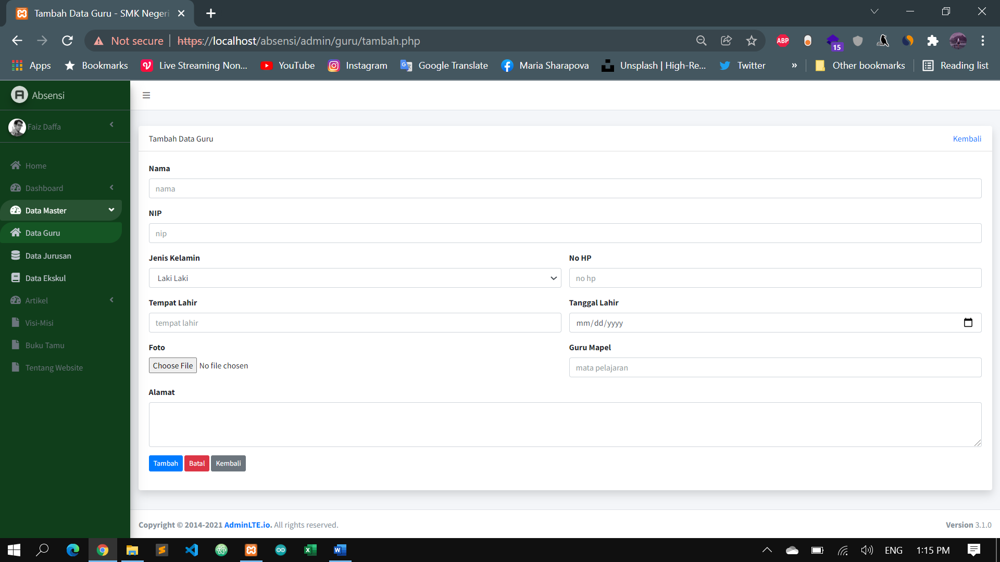 Tambah Data Guru - SMK Negeri
Not secure https://localhost/absensi/admin/guru/tambah.php
ABP
15
Apps Bookmarks Live Streaming Non... YouTube Instagram Google Translate Maria Sharapova Unsplash | High-Re... Twitter » Other bookmarks Reading list
Absensi
Faiz Daffa
Home
Dashboard
Data Master
Data Guru
Data Jurusan
Data Ekskul
Artikel
Visi-Misi
Buku Tamu
Tentang Website
Tambah Data Guru Kembali
Nama
nama
NIP
nip
Jenis Kelamin No HP
Laki Laki no hp
Tempat Lahir Tanggal Lahir
tempat lahir mm/dd/yyyy
Foto Guru Mapel
Choose File No file chosen mata pelajaran
Alamat
Tambah Batal Kembali
Copyright © 2014-2021 AdminLTE.io. All rights reserved. Version 3.1.0
ENG 1:15 PM